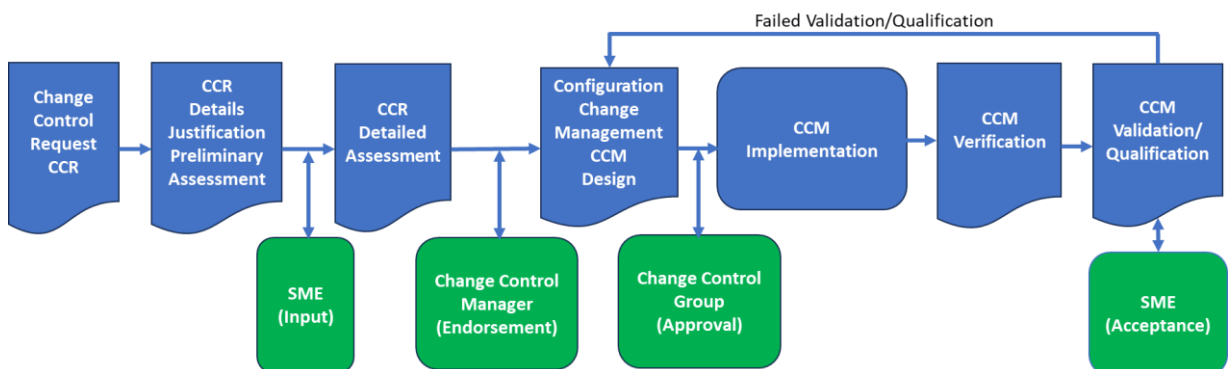 Failed Validation/Qualification
Change
Control
Request
CCR
CCR
Details
Justification
Preliminary
Assessment
CCR
Detailed
Assessment
Configuration
Change
Management
CCM
Design
CCM
Implementation
CCM
Verification
CCM
Validation/
Qualification
SME
(Input)
Change Control
Manager
(Endorsement)
Change Control
Group
(Approval)
SME
(Acceptance)